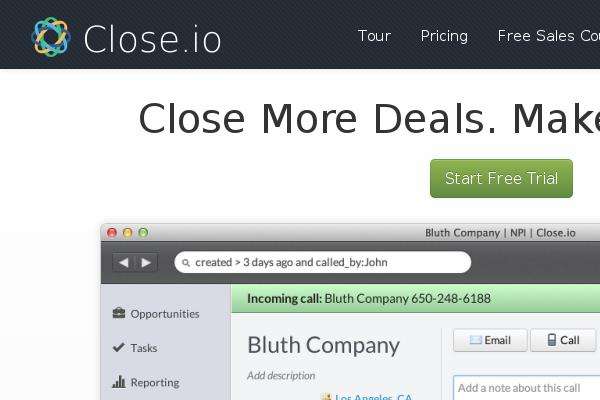 Close.io
Tour Pricing Free Sales Cou
Close More Deals. Make
Start Free Trial
Bluth Company | NPI | Close.io
created > 3 days ago and called_by:John
Incoming call: Bluth Company 650-248-6188
Opportunities
Tasks
Reporting
Bluth Company
Add description
Los Angeles, CA
Email
Call
Add a note about this call